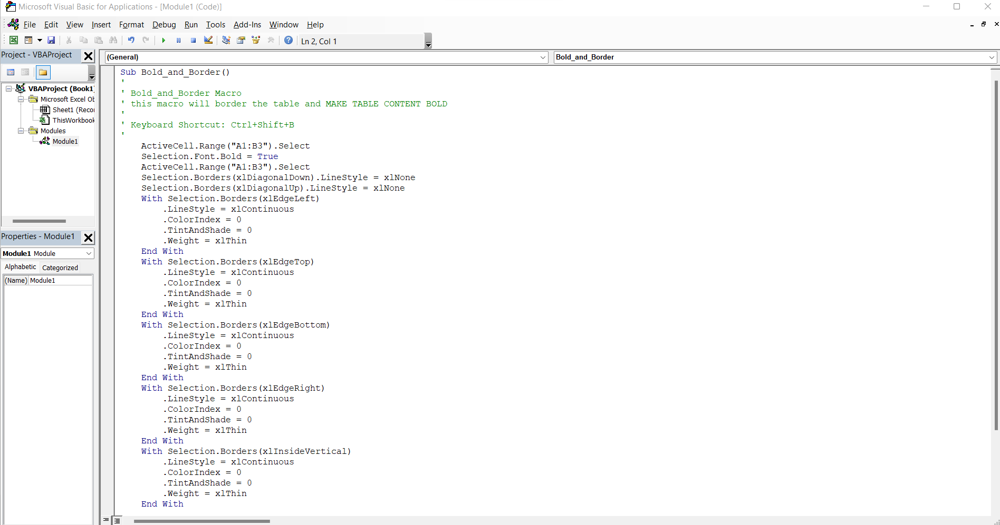 Microsoft Visual Basic for Applications - [Module1 (Code)]
File Edit View Insert Format Debug Run Tools Add-Ins Window Help
Ln 2, Col 1
Project - VBAProject
VBAProject (Book1)
Microsoft Excel Ob
Sheet1 (Reco
ThisWorkbook
Modules
Module1
Properties - Module1
Module1 Module
Alphabetic Categorized
(Name) Module1
(General) Bold_and_Border
Sub Bold_and_Border()
'
' Bold_and_Border Macro
' this macro will border the table and MAKE TABLE CONTENT BOLD
'
' Keyboard Shortcut: Ctrl+Shift+B
'
ActiveCell.Range("A1:B3").Select
Selection.Font.Bold = True
ActiveCell.Range("A1:B3").Select
Selection.Borders(xlDiagonalDown).LineStyle = xlNone
Selection.Borders(xlDiagonalUp).LineStyle = xlNone
With Selection.Borders(xlEdgeLeft)
.LineStyle = xlContinuous
.ColorIndex = 0
.TintAndShade = 0
.Weight = xlThin
End With
With Selection.Borders(xlEdgeTop)
.LineStyle = xlContinuous
.ColorIndex = 0
.TintAndShade = 0
.Weight = xlThin
End With
With Selection.Borders(xlEdgeBottom)
.LineStyle = xlContinuous
.ColorIndex = 0
.TintAndShade = 0
.Weight = xlThin
End With
With Selection.Borders(xlEdgeRight)
.LineStyle = xlContinuous
.ColorIndex = 0
.TintAndShade = 0
.Weight = xlThin
End With
With Selection.Borders(xlInsideVertical)
.LineStyle = xlContinuous
.ColorIndex = 0
.TintAndShade = 0
.Weight = xlThin
End With